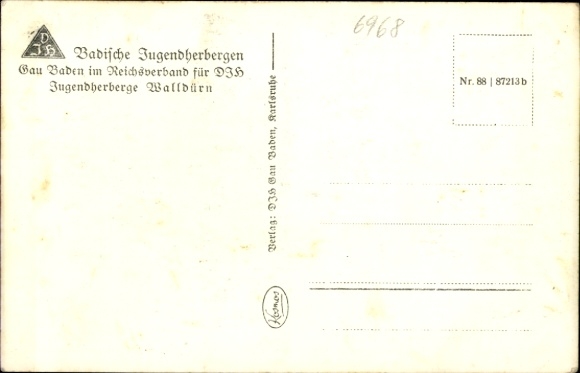 DJH
Badische Jugendherbergen
Gau Baden im Reichsverband für DJH
Jugendherberge Walldürn
Verlag: DJH Gau Baden, Karlsruhe
Kosmos
6968
Nr. 88 | 87213 b